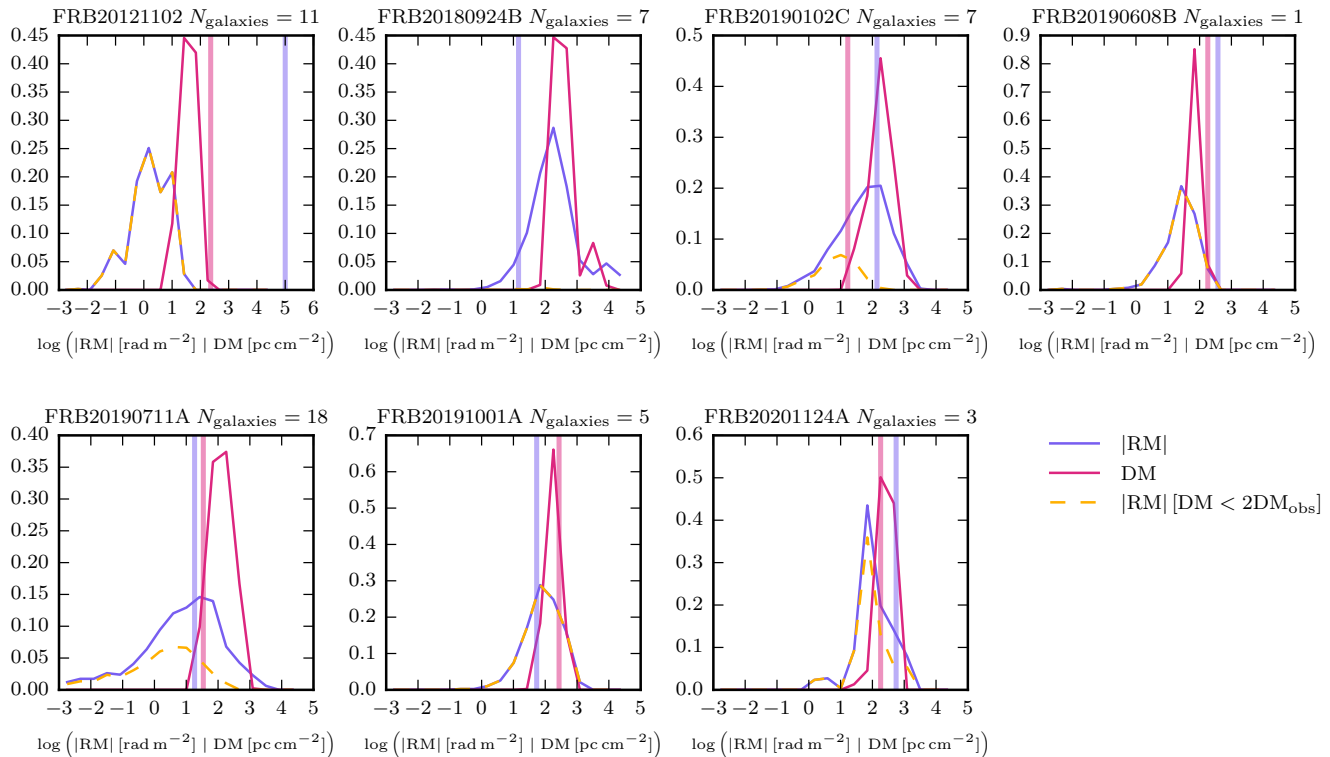 FRB20121102 N_galaxies = 11
0.45
0.40
0.35
0.30
0.25
0.20
0.15
0.10
0.05
0.00
−3 −2 −1 0 1 2 3 4 5 6
log (|RM| [rad m⁻²] | DM [pc cm⁻²])
FRB20180924B N_galaxies = 7
0.45
0.40
0.35
0.30
0.25
0.20
0.15
0.10
0.05
0.00
−3 −2 −1 0 1 2 3 4 5
log (|RM| [rad m⁻²] | DM [pc cm⁻²])
FRB20190102C N_galaxies = 7
0.5
0.4
0.3
0.2
0.1
0.0
−3 −2 −1 0 1 2 3 4 5
log (|RM| [rad m⁻²] | DM [pc cm⁻²])
FRB20190608B N_galaxies = 1
0.9
0.8
0.7
0.6
0.5
0.4
0.3
0.2
0.1
0.0
−3 −2 −1 0 1 2 3 4 5
log (|RM| [rad m⁻²] | DM [pc cm⁻²])
FRB20190711A N_galaxies = 18
0.40
0.35
0.30
0.25
0.20
0.15
0.10
0.05
0.00
−3 −2 −1 0 1 2 3 4 5
log (|RM| [rad m⁻²] | DM [pc cm⁻²])
FRB20191001A N_galaxies = 5
0.7
0.6
0.5
0.4
0.3
0.2
0.1
0.0
−3 −2 −1 0 1 2 3 4 5
log (|RM| [rad m⁻²] | DM [pc cm⁻²])
FRB20201124A N_galaxies = 3
0.6
0.5
0.4
0.3
0.2
0.1
0.0
−3 −2 −1 0 1 2 3 4 5
log (|RM| [rad m⁻²] | DM [pc cm⁻²])
|RM|
DM
|RM| [DM < 2DM_obs]